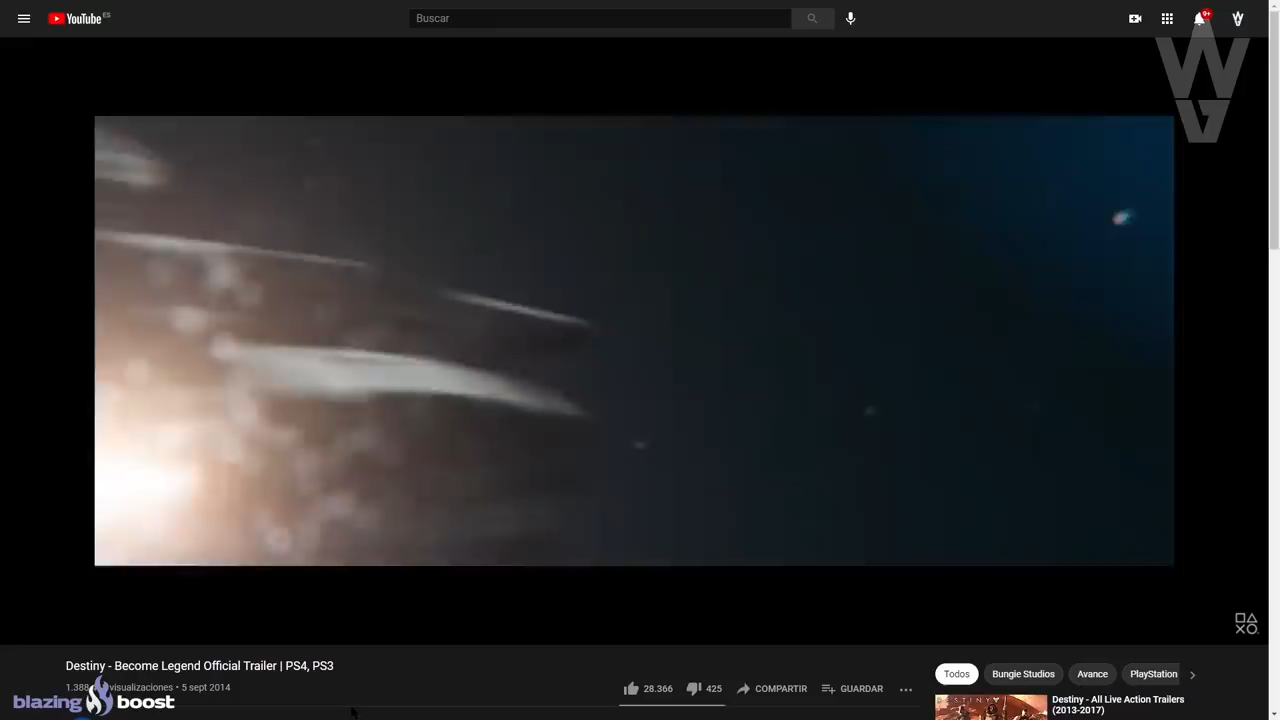 YouTube ES
Buscar
9+
Destiny - Become Legend Official Trailer | PS4, PS3
visualizaciones • 5 sept 2014
28.366
425
COMPARTIR
GUARDAR
Todos
Bungie Studios
Avance
PlayStation
DESTINY
Destiny - All Live Action Trailers
(2013-2017)
blazing boost